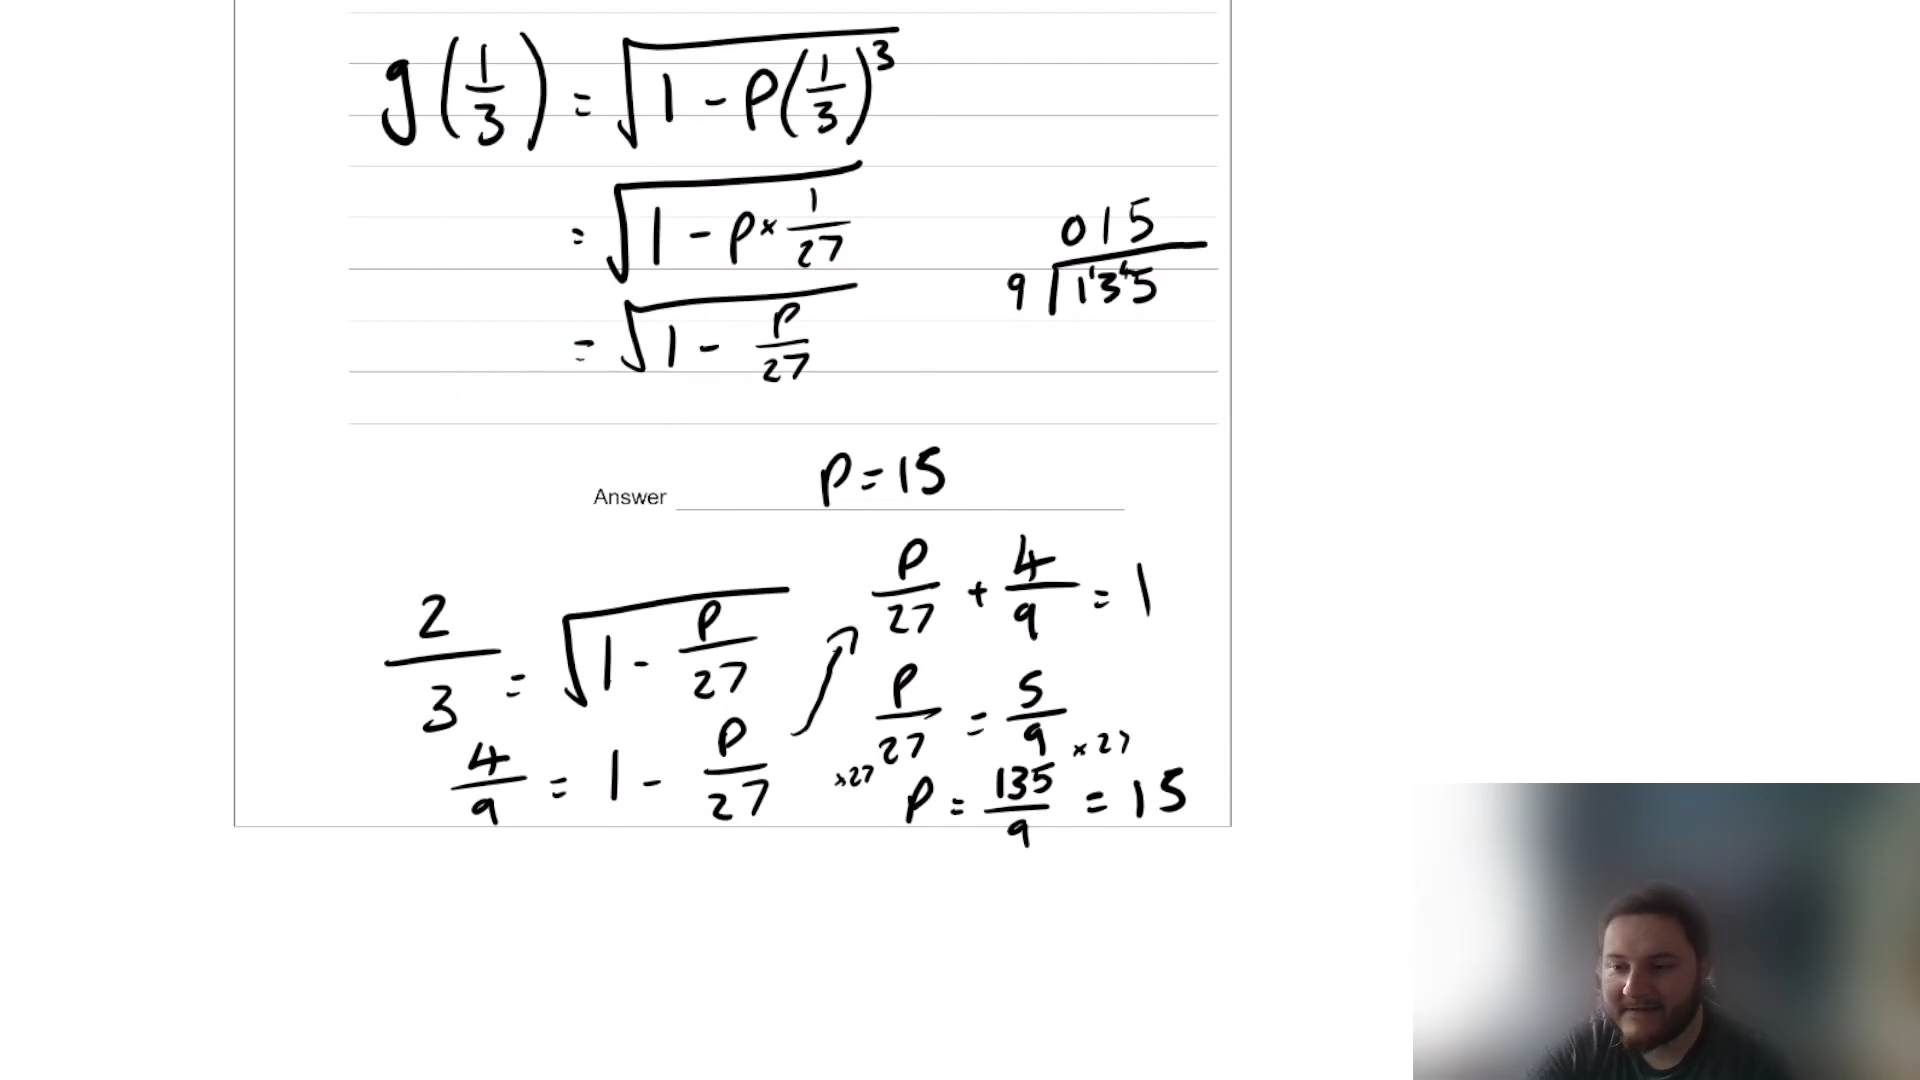 g(1/3) = √(1 - p(1/3)³
= √(1 - p × 1/27
= √(1 - p/27
015
9 | 1¹3⁴5
Answer p = 15
2/3 = √(1 - p/27
4/9 = 1 - p/27
p/27 + 4/9 = 1
p/27 = 5/9
×27 ×27
p = 135/9 = 15